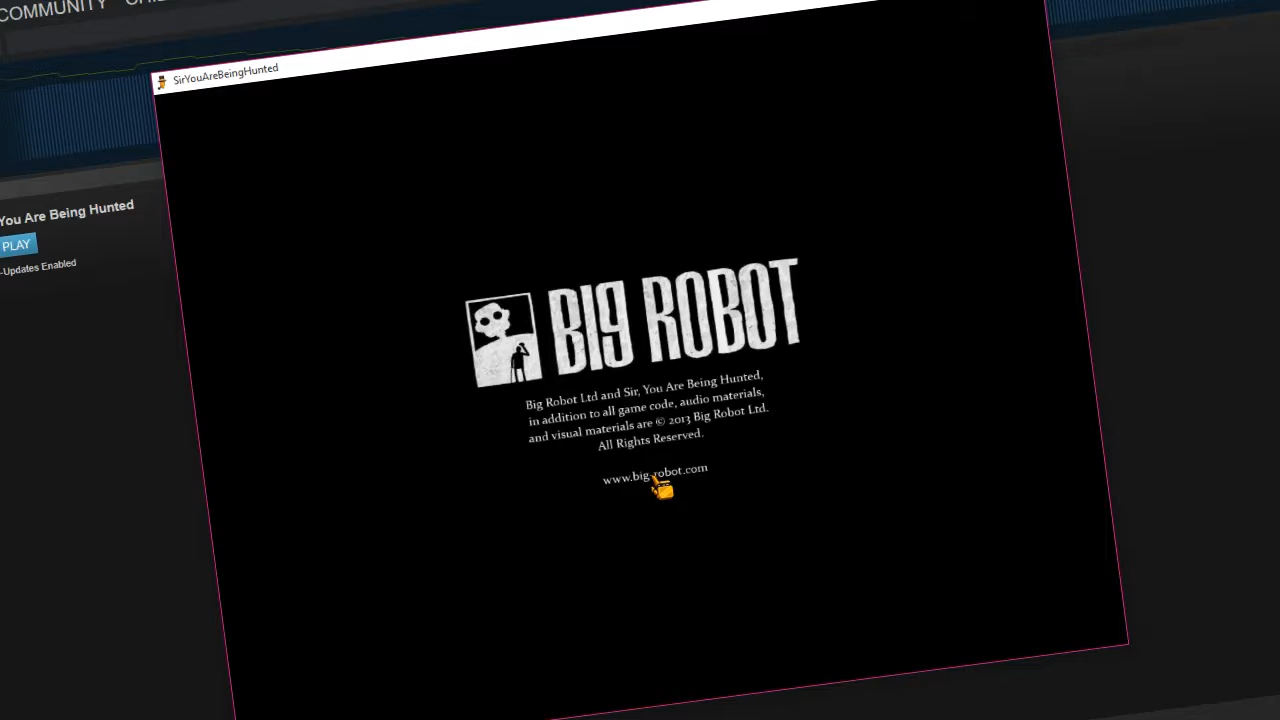 COMMUNITY
SirYouAreBeingHunted
You Are Being Hunted
PLAY
-Updates Enabled
BIG ROBOT
Big Robot Ltd and Sir, You Are Being Hunted,
in addition to all game code, audio materials,
and visual materials are © 2013 Big Robot Ltd.
All Rights Reserved.
www.big-robot.com